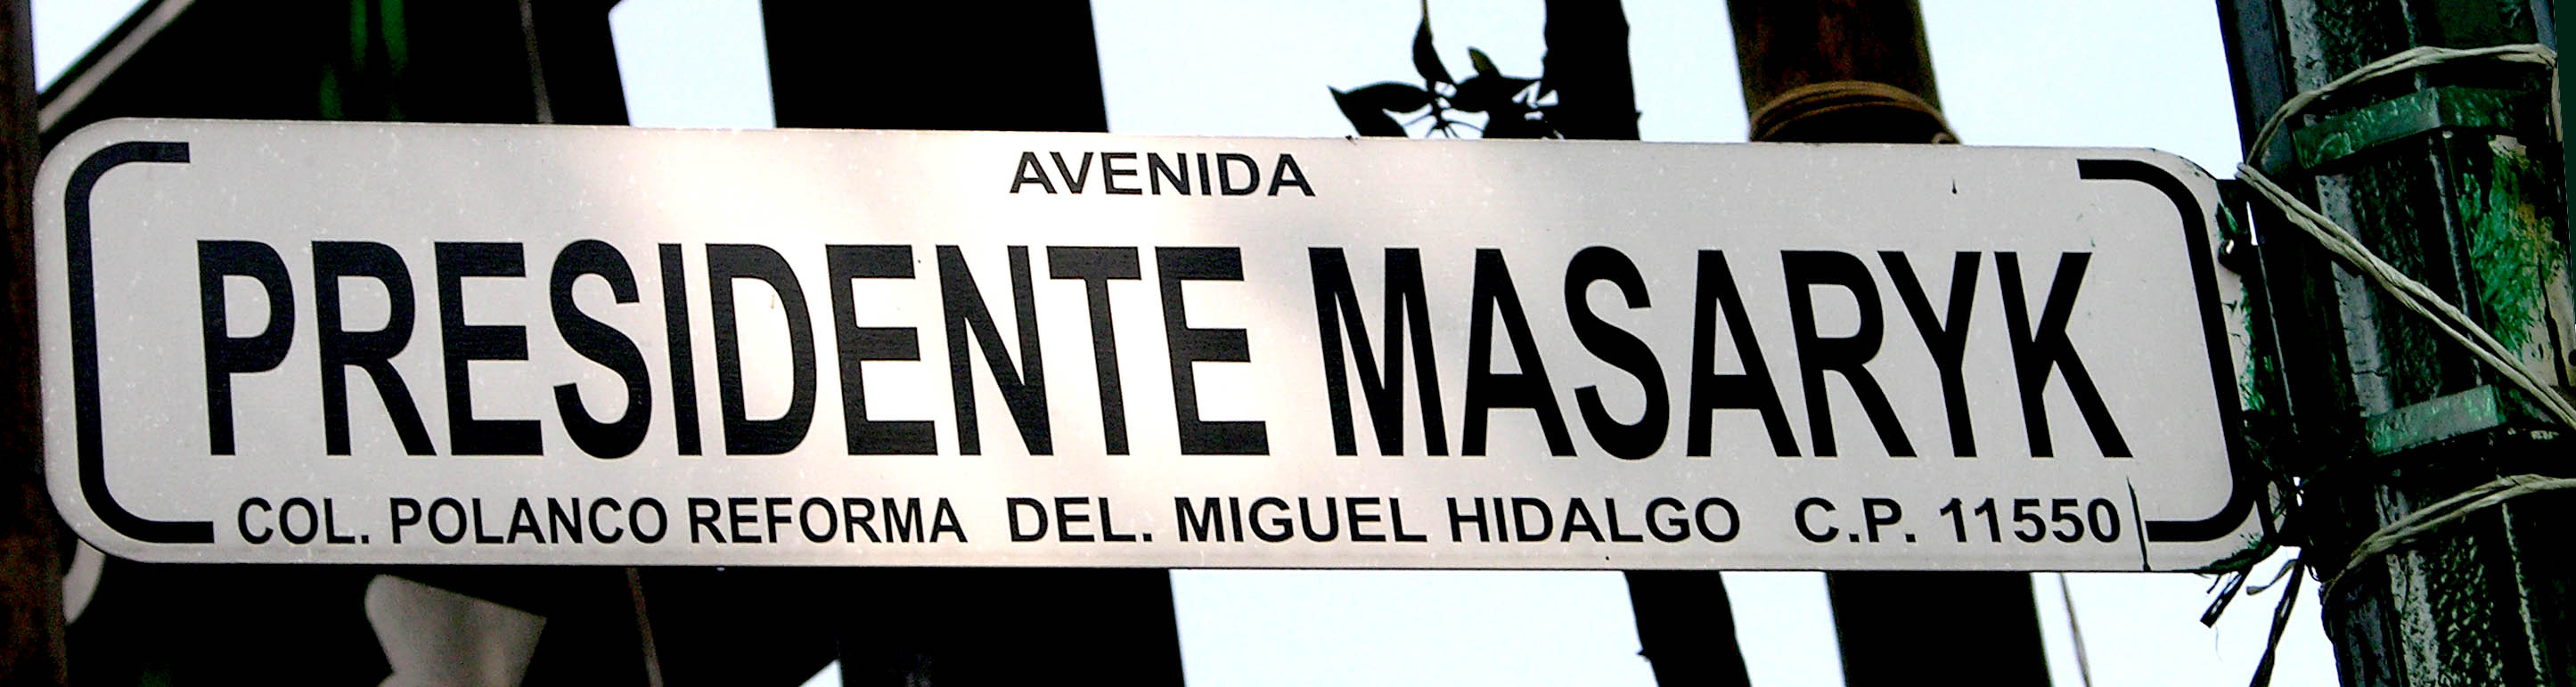 AVENIDA
PRESIDENTE MASARYK
COL. POLANCO REFORMA DEL. MIGUEL HIDALGO C.P. 11550